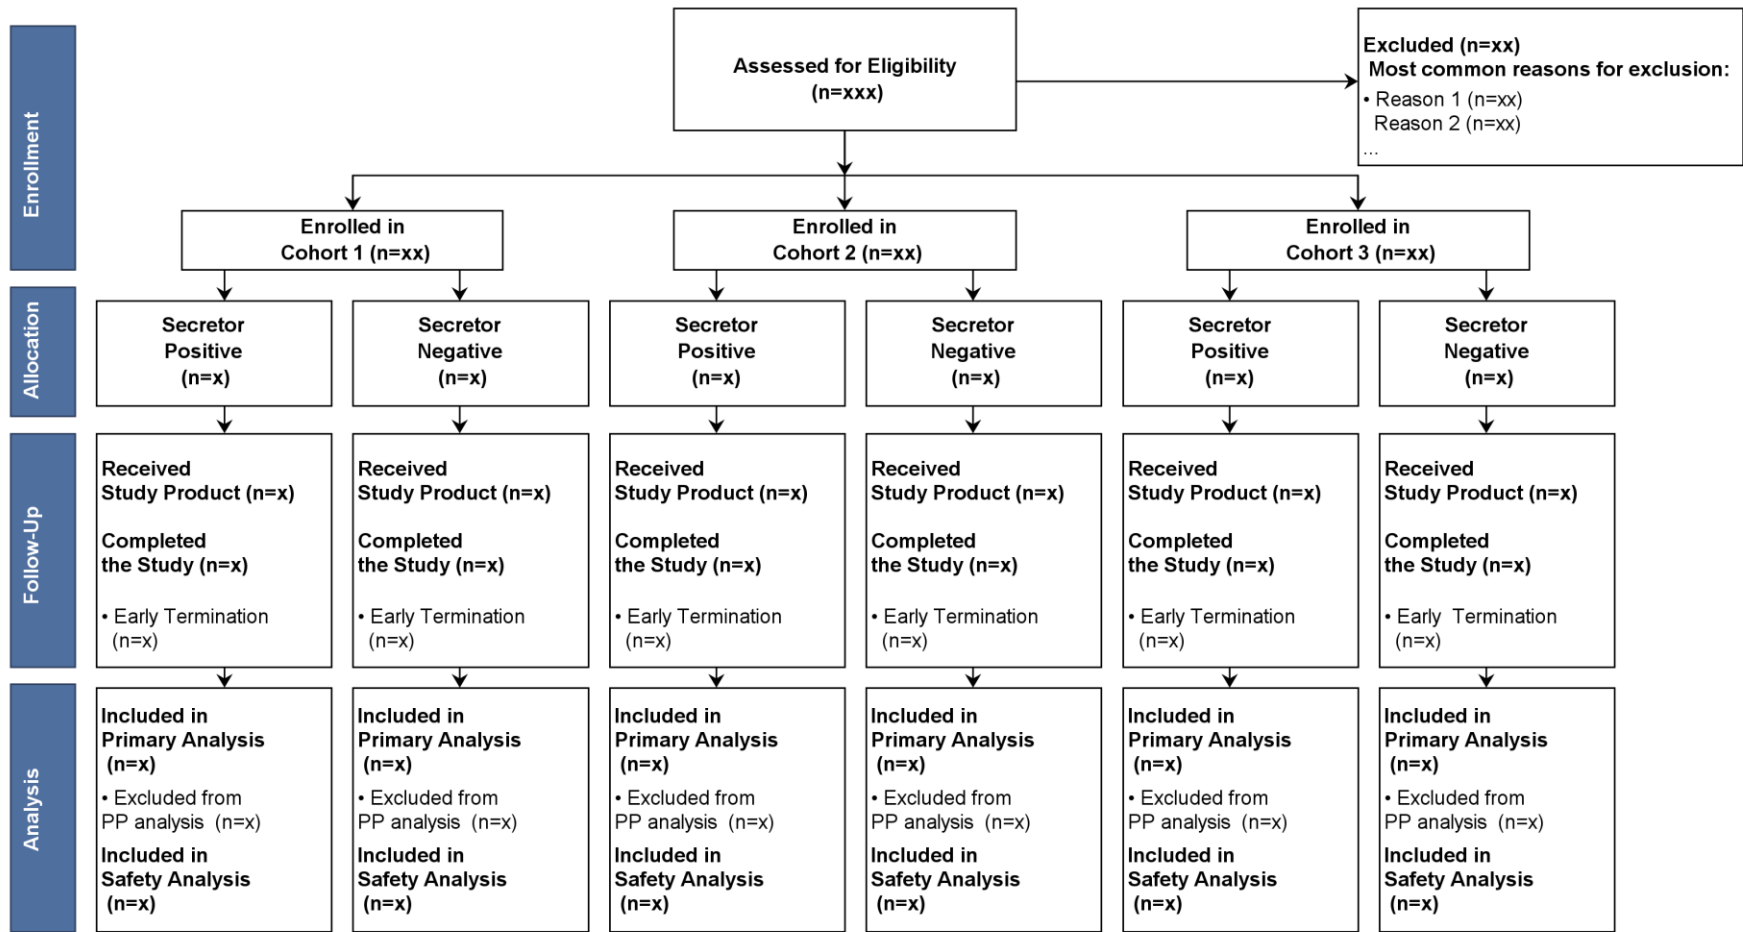 Enrollment
Assessed for Eligibility
(n=xxx)
Excluded (n=xx)
Most common reasons for exclusion:
• Reason 1 (n=xx)
Reason 2 (n=xx)
...
Enrolled in
Cohort 1 (n=xx)
Enrolled in
Cohort 2 (n=xx)
Enrolled in
Cohort 3 (n=xx)
Allocation
Secretor
Positive
(n=x)
Secretor
Negative
(n=x)
Secretor
Positive
(n=x)
Secretor
Negative
(n=x)
Secretor
Positive
(n=x)
Secretor
Negative
(n=x)
Follow-Up
Received
Study Product (n=x)
Completed
the Study (n=x)
• Early Termination
(n=x)
Received
Study Product (n=x)
Completed
the Study (n=x)
• Early Termination
(n=x)
Received
Study Product (n=x)
Completed
the Study (n=x)
• Early Termination
(n=x)
Received
Study Product (n=x)
Completed
the Study (n=x)
• Early Termination
(n=x)
Received
Study Product (n=x)
Completed
the Study (n=x)
• Early Termination
(n=x)
Received
Study Product (n=x)
Completed
the Study (n=x)
• Early Termination
(n=x)
Analysis
Included in
Primary Analysis
(n=x)
• Excluded from
PP analysis (n=x)
Included in
Safety Analysis
(n=x)
Included in
Primary Analysis
(n=x)
• Excluded from
PP analysis (n=x)
Included in
Safety Analysis
(n=x)
Included in
Primary Analysis
(n=x)
• Excluded from
PP analysis (n=x)
Included in
Safety Analysis
(n=x)
Included in
Primary Analysis
(n=x)
• Excluded from
PP analysis (n=x)
Included in
Safety Analysis
(n=x)
Included in
Primary Analysis
(n=x)
• Excluded from
PP analysis (n=x)
Included in
Safety Analysis
(n=x)
Included in
Primary Analysis
(n=x)
• Excluded from
PP analysis (n=x)
Included in
Safety Analysis
(n=x)